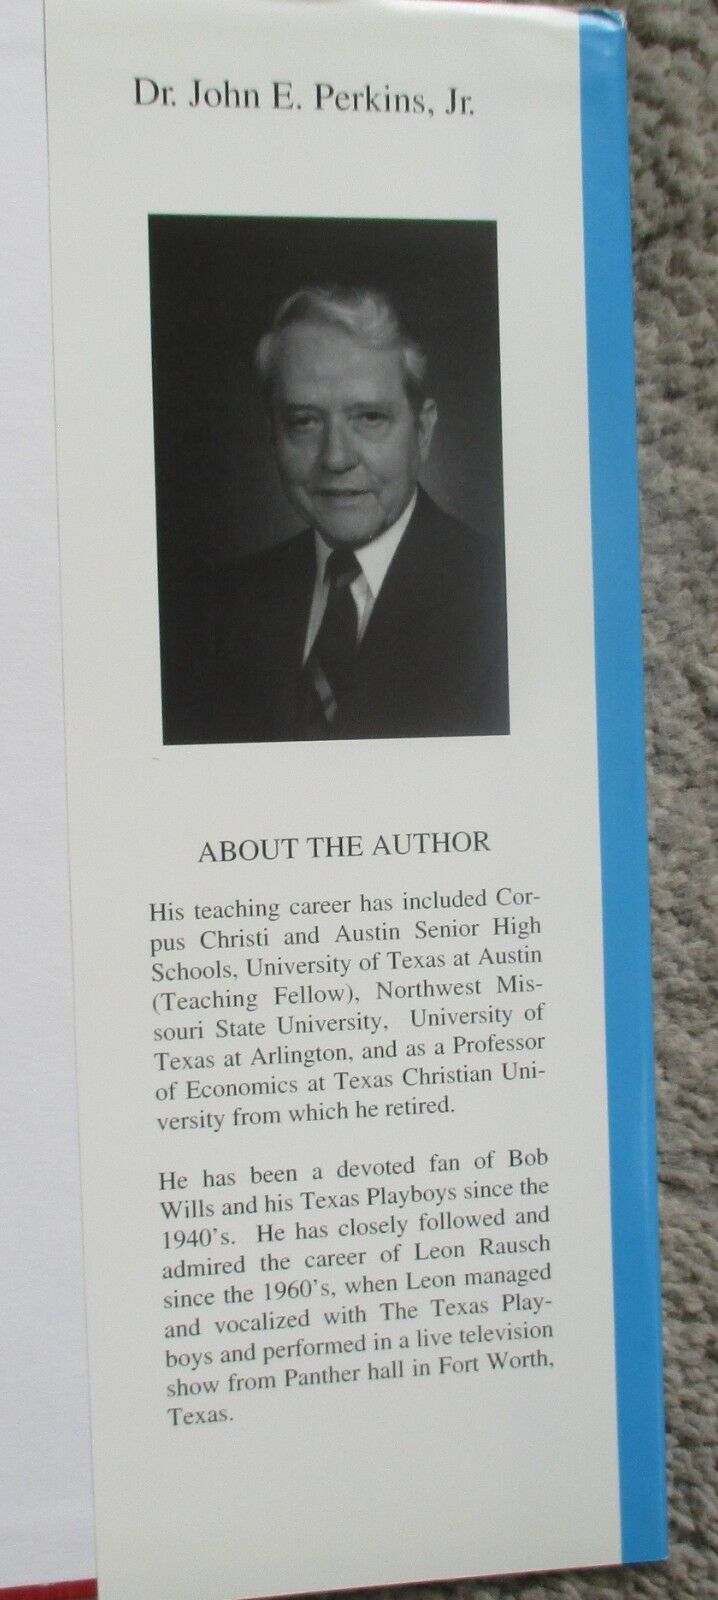 Dr. John E. Perkins, Jr.
ABOUT THE AUTHOR
His teaching career has included Cor-
pus Christi and Austin Senior High
Schools, University of Texas at Austin
(Teaching Fellow), Northwest Mis-
souri State University, University of
Texas at Arlington, and as a Professor
of Economics at Texas Christian Uni-
versity from which he retired.
He has been a devoted fan of Bob
Wills and his Texas Playboys since the
1940's. He has closely followed and
admired the career of Leon Rausch
since the 1960's, when Leon managed
and vocalized with The Texas Play-
boys and performed in a live television
show from Panther hall in Fort Worth,
Texas.